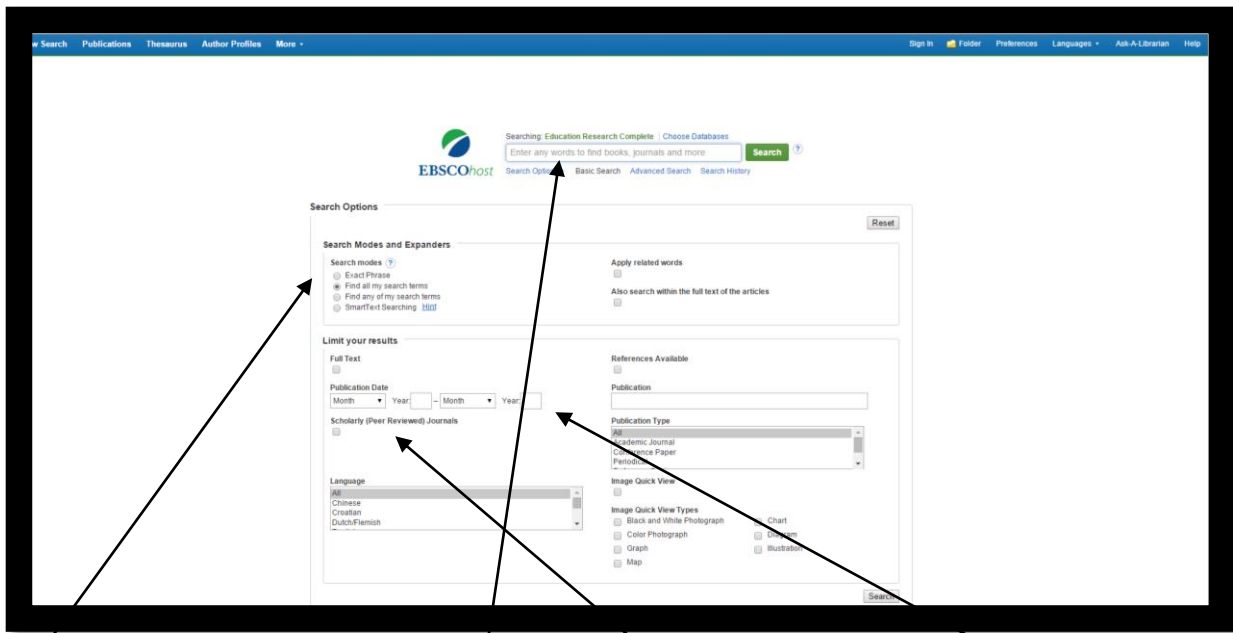 w Search Publications Thesaurus Author Profiles More Sign In Folder Preferences Languages Ask-A-Librarian Help
Searching: Education Research Complete Choose Databases
Enter any words to find books, journals and more Search ?
EBSCOhost
Search Options Basic Search Advanced Search Search History
Search Options
Reset
Search Modes and Expanders
Search modes ?
Exact Phrase
Find all my search terms
Find any of my search terms
SmartText Searching Hint
Apply related words
Also search within the full text of the articles
Limit your results
Full Text
References Available
Publication Date
Month Year: – Month Year:
Publication
Scholarly (Peer Reviewed) Journals
Publication Type
All
Academic Journal
Conference Paper
Periodical
Language
All
Chinese
Croatian
Dutch/Flemish
Image Quick View
Image Quick View Types
Black and White Photograph Chart
Color Photograph Diagram
Graph Illustration
Map
Search